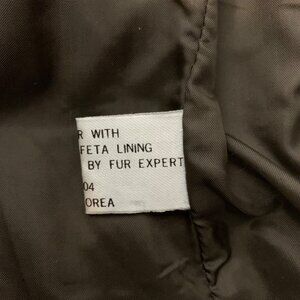 R WITH
FETA LINING
BY FUR EXPERT
04
OREA